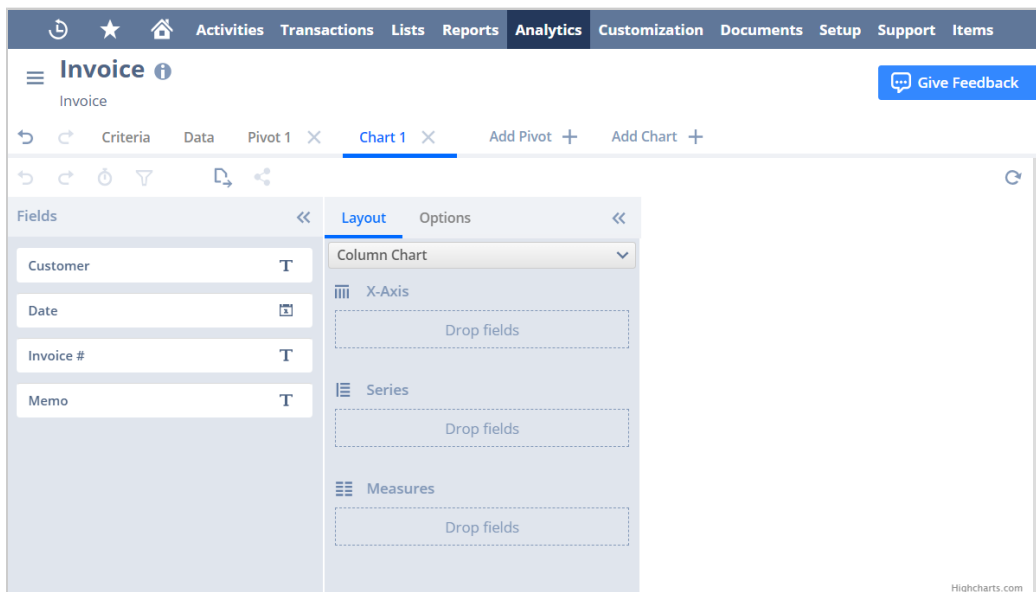 Activities Transactions Lists Reports Analytics Customization Documents Setup Support Items
Invoice
Give Feedback
Invoice
Criteria Data Pivot 1 Chart 1 Add Pivot Add Chart
Fields Layout Options
Column Chart
Customer T
X-Axis
Date
Drop fields
Invoice # T
Series
Memo T
Drop fields
Measures
Drop fields
Highcharts.com